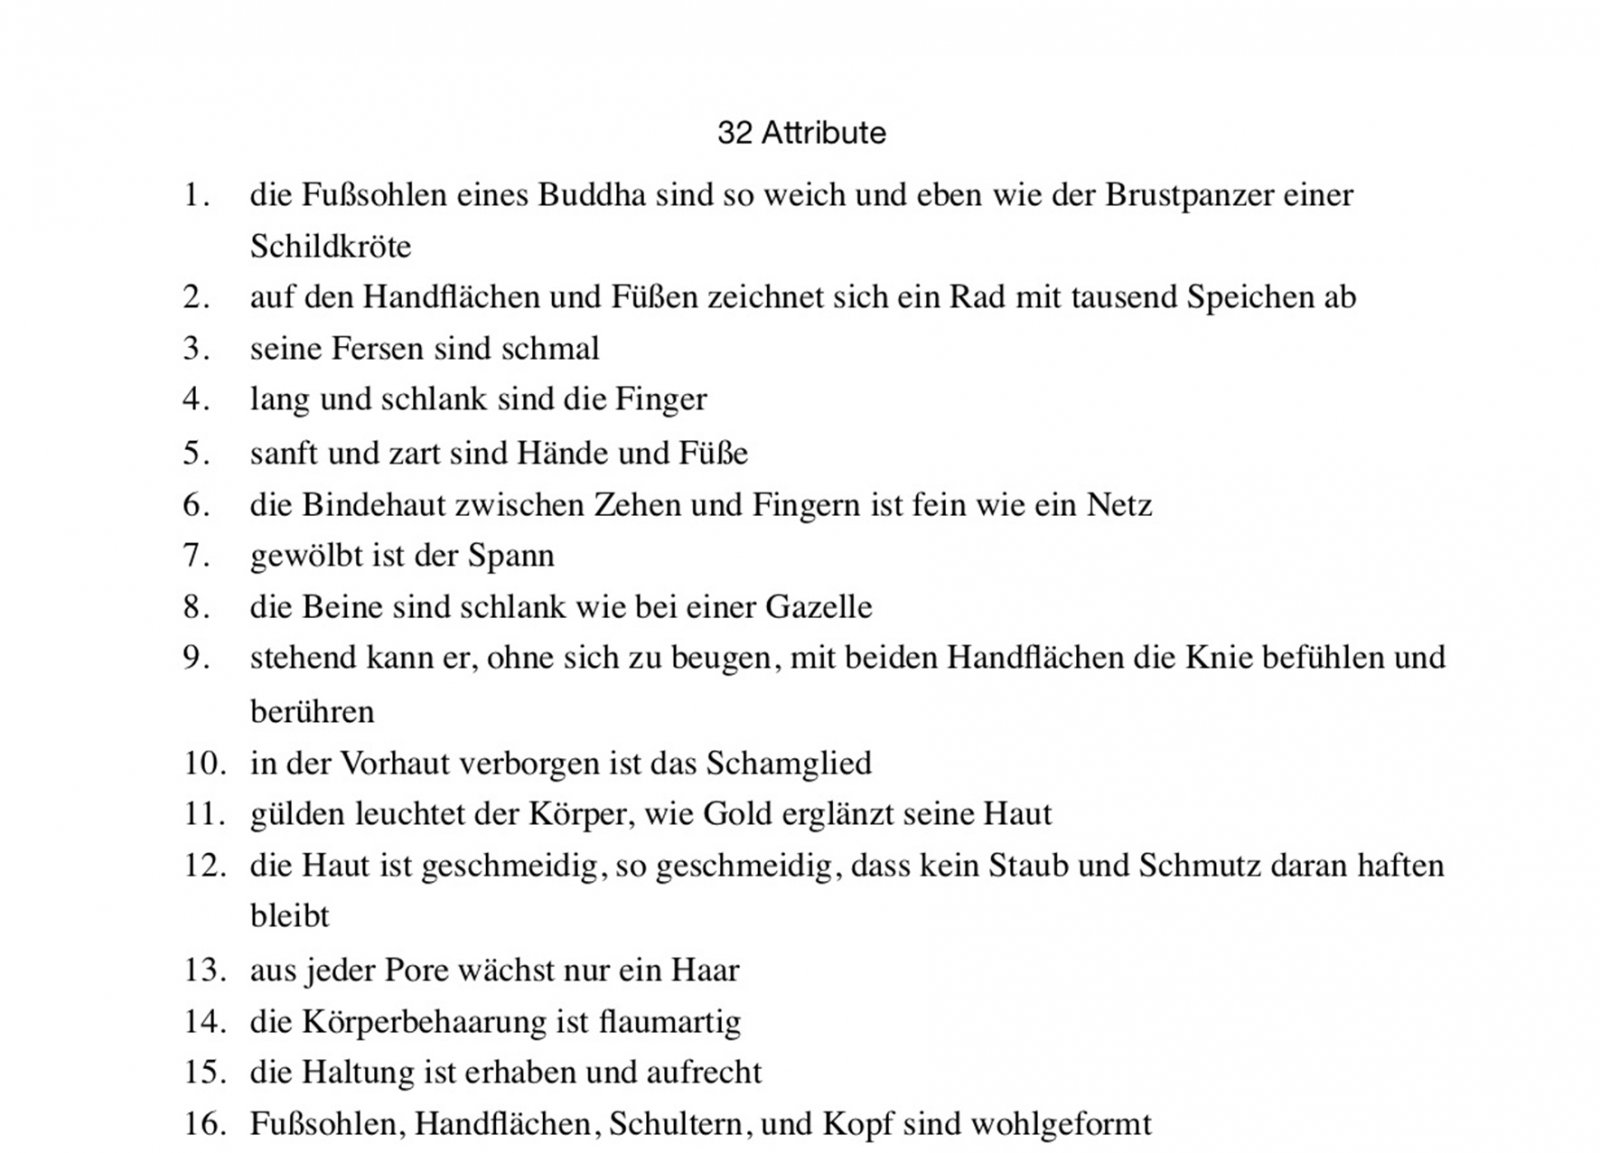 32 Attribute
1. die Fußsohlen eines Buddha sind so weich und eben wie der Brustpanzer einer
Schildkröte
2. auf den Handflächen und Füßen zeichnet sich ein Rad mit tausend Speichen ab
3. seine Fersen sind schmal
4. lang und schlank sind die Finger
5. sanft und zart sind Hände und Füße
6. die Bindehaut zwischen Zehen und Fingern ist fein wie ein Netz
7. gewölbt ist der Spann
8. die Beine sind schlank wie bei einer Gazelle
9. stehend kann er, ohne sich zu beugen, mit beiden Handflächen die Knie befühlen und
berühren
10. in der Vorhaut verborgen ist das Schamglied
11. gülden leuchtet der Körper, wie Gold erglänzt seine Haut
12. die Haut ist geschmeidig, so geschmeidig, dass kein Staub und Schmutz daran haften
bleibt
13. aus jeder Pore wächst nur ein Haar
14. die Körperbehaarung ist flaumartig
15. die Haltung ist erhaben und aufrecht
16. Fußsohlen, Handflächen, Schultern, und Kopf sind wohlgeformt